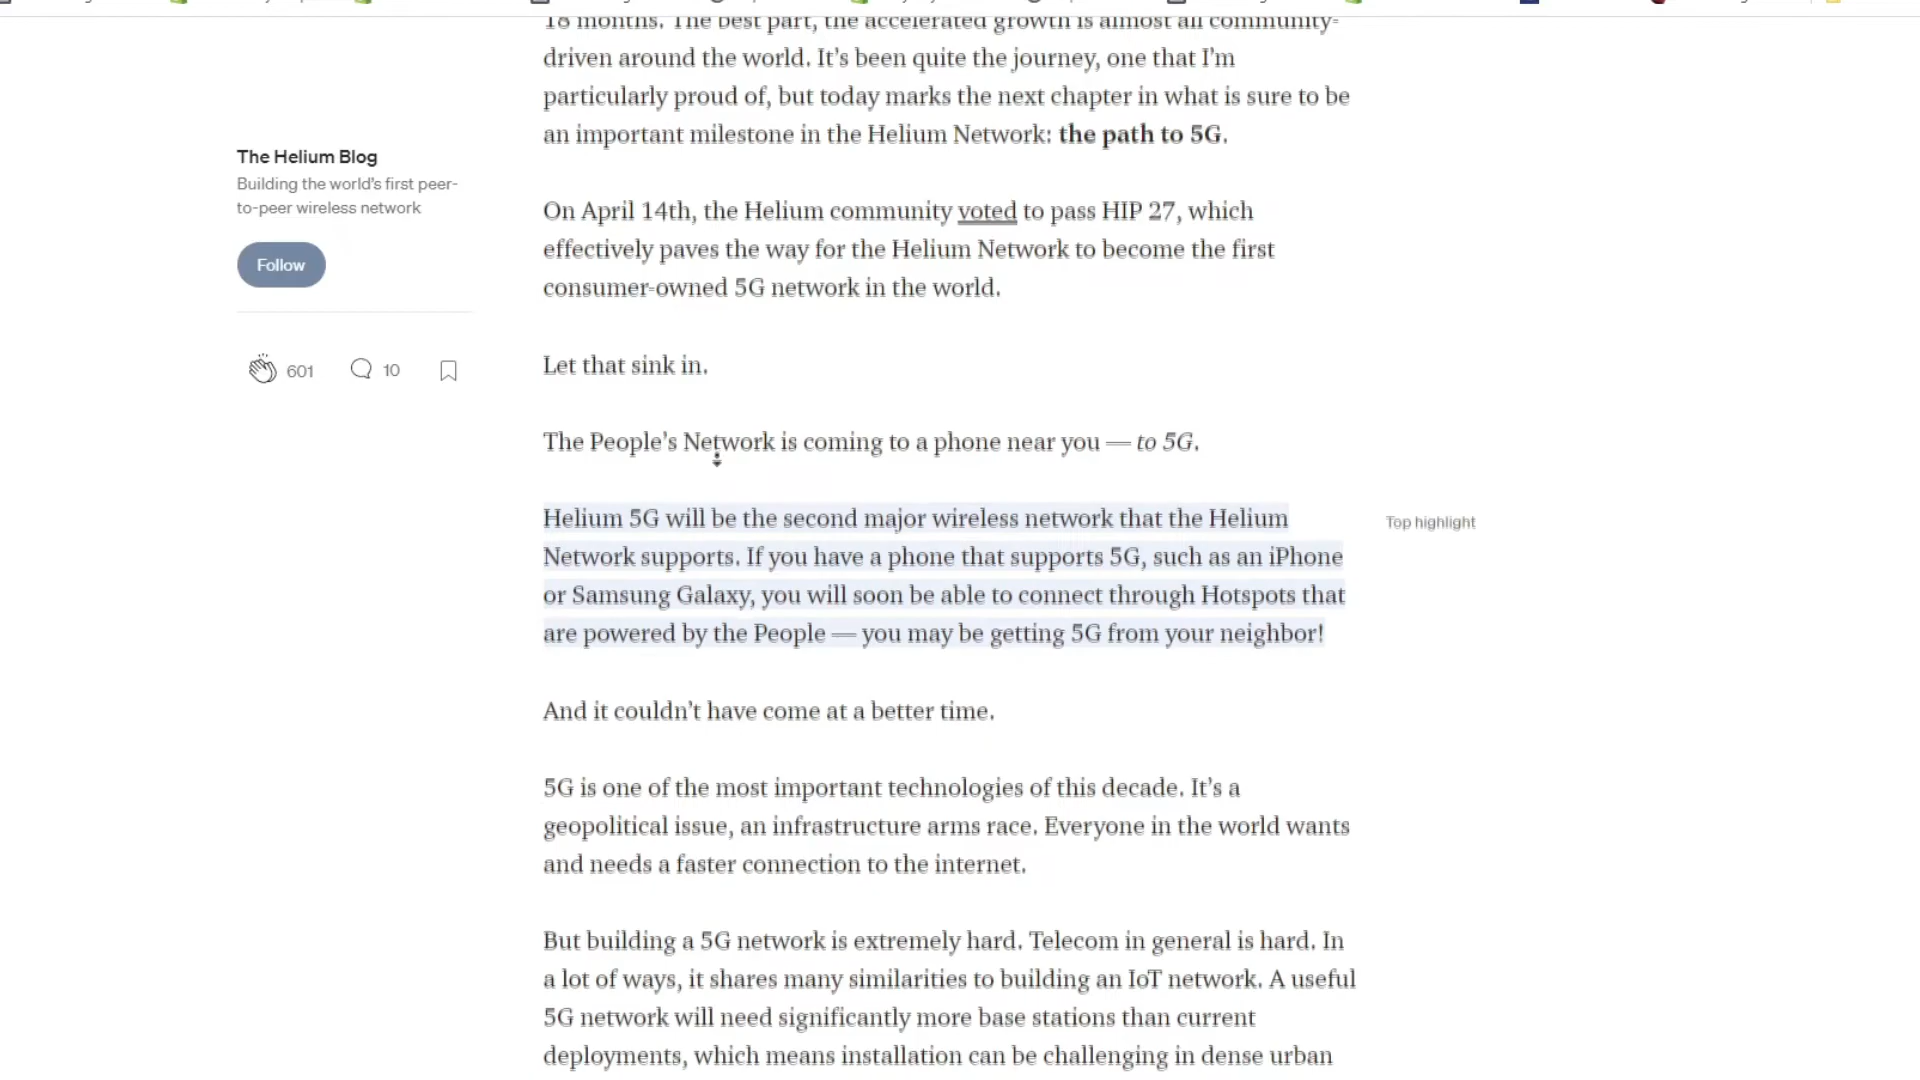 18 months. The best part, the accelerated growth is almost all community-
driven around the world. It’s been quite the journey, one that I’m
particularly proud of, but today marks the next chapter in what is sure to be
an important milestone in the Helium Network: the path to 5G.
The Helium Blog
Building the world’s first peer-
to-peer wireless network
Follow
601
10
On April 14th, the Helium community voted to pass HIP 27, which
effectively paves the way for the Helium Network to become the first
consumer-owned 5G network in the world.
Let that sink in.
The People’s Network is coming to a phone near you — to 5G.
Helium 5G will be the second major wireless network that the Helium
Network supports. If you have a phone that supports 5G, such as an iPhone
or Samsung Galaxy, you will soon be able to connect through Hotspots that
are powered by the People — you may be getting 5G from your neighbor!
Top highlight
And it couldn’t have come at a better time.
5G is one of the most important technologies of this decade. It’s a
geopolitical issue, an infrastructure arms race. Everyone in the world wants
and needs a faster connection to the internet.
But building a 5G network is extremely hard. Telecom in general is hard. In
a lot of ways, it shares many similarities to building an IoT network. A useful
5G network will need significantly more base stations than current
deployments, which means installation can be challenging in dense urban